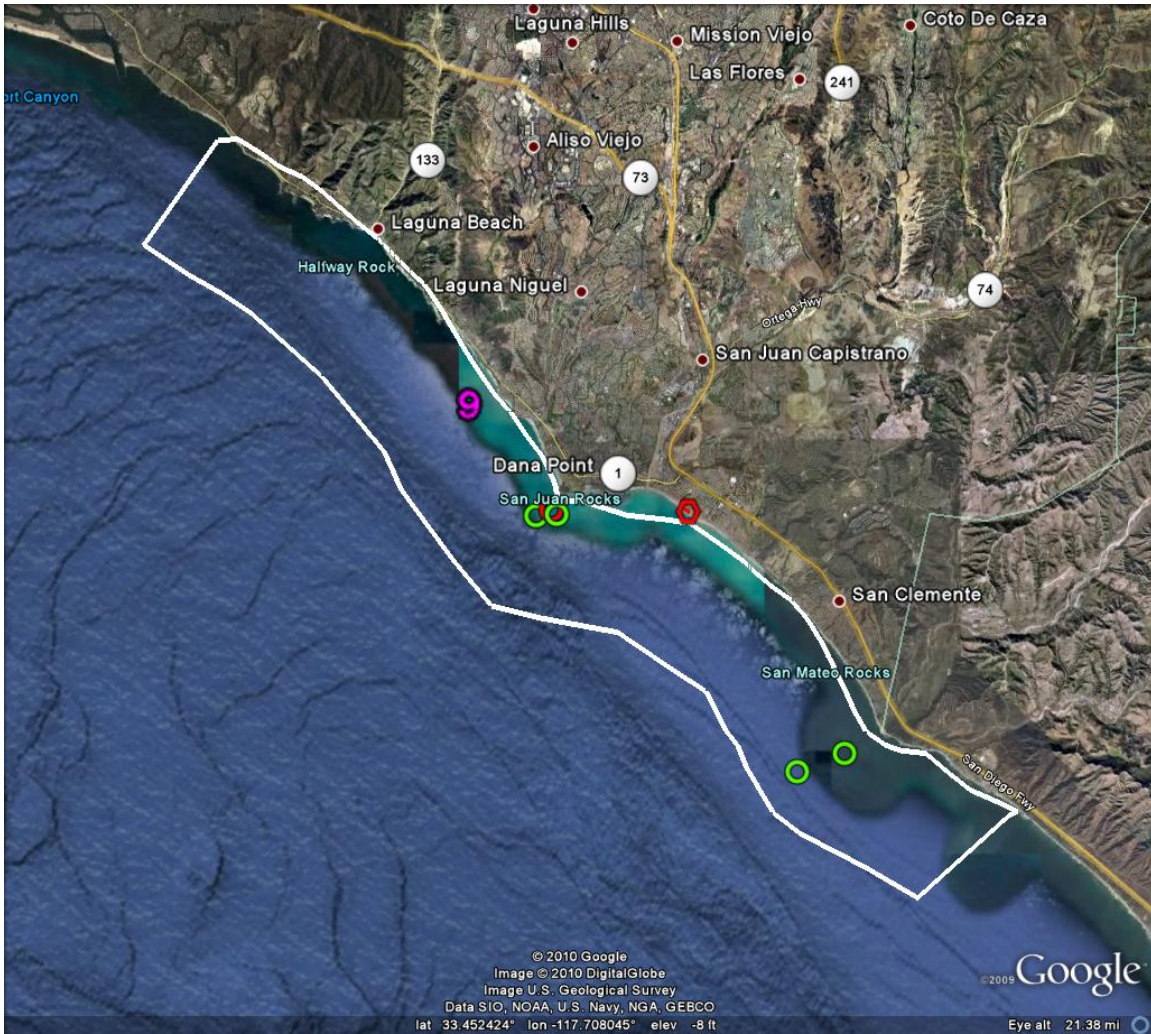 Laguna Hills
Coto De Caza
Mission Viejo
Las Flores
241
ort Canyon
Aliso Viejo
133
73
Laguna Beach
Halfway Rock
Laguna Niguel
74
Ortega Hwy
San Juan Capistrano
9
Dana Point
1
San Juan Rocks
San Clemente
San Mateo Rocks
San Diego Fwy
© 2010 Google
Image © 2010 DigitalGlobe
Image U.S. Geological Survey
Data SIO, NOAA, U.S. Navy, NGA, GEBCO
©2009 Google
lat 33.452424° lon -117.708045° elev -8 ft
Eye alt 21.38 mi